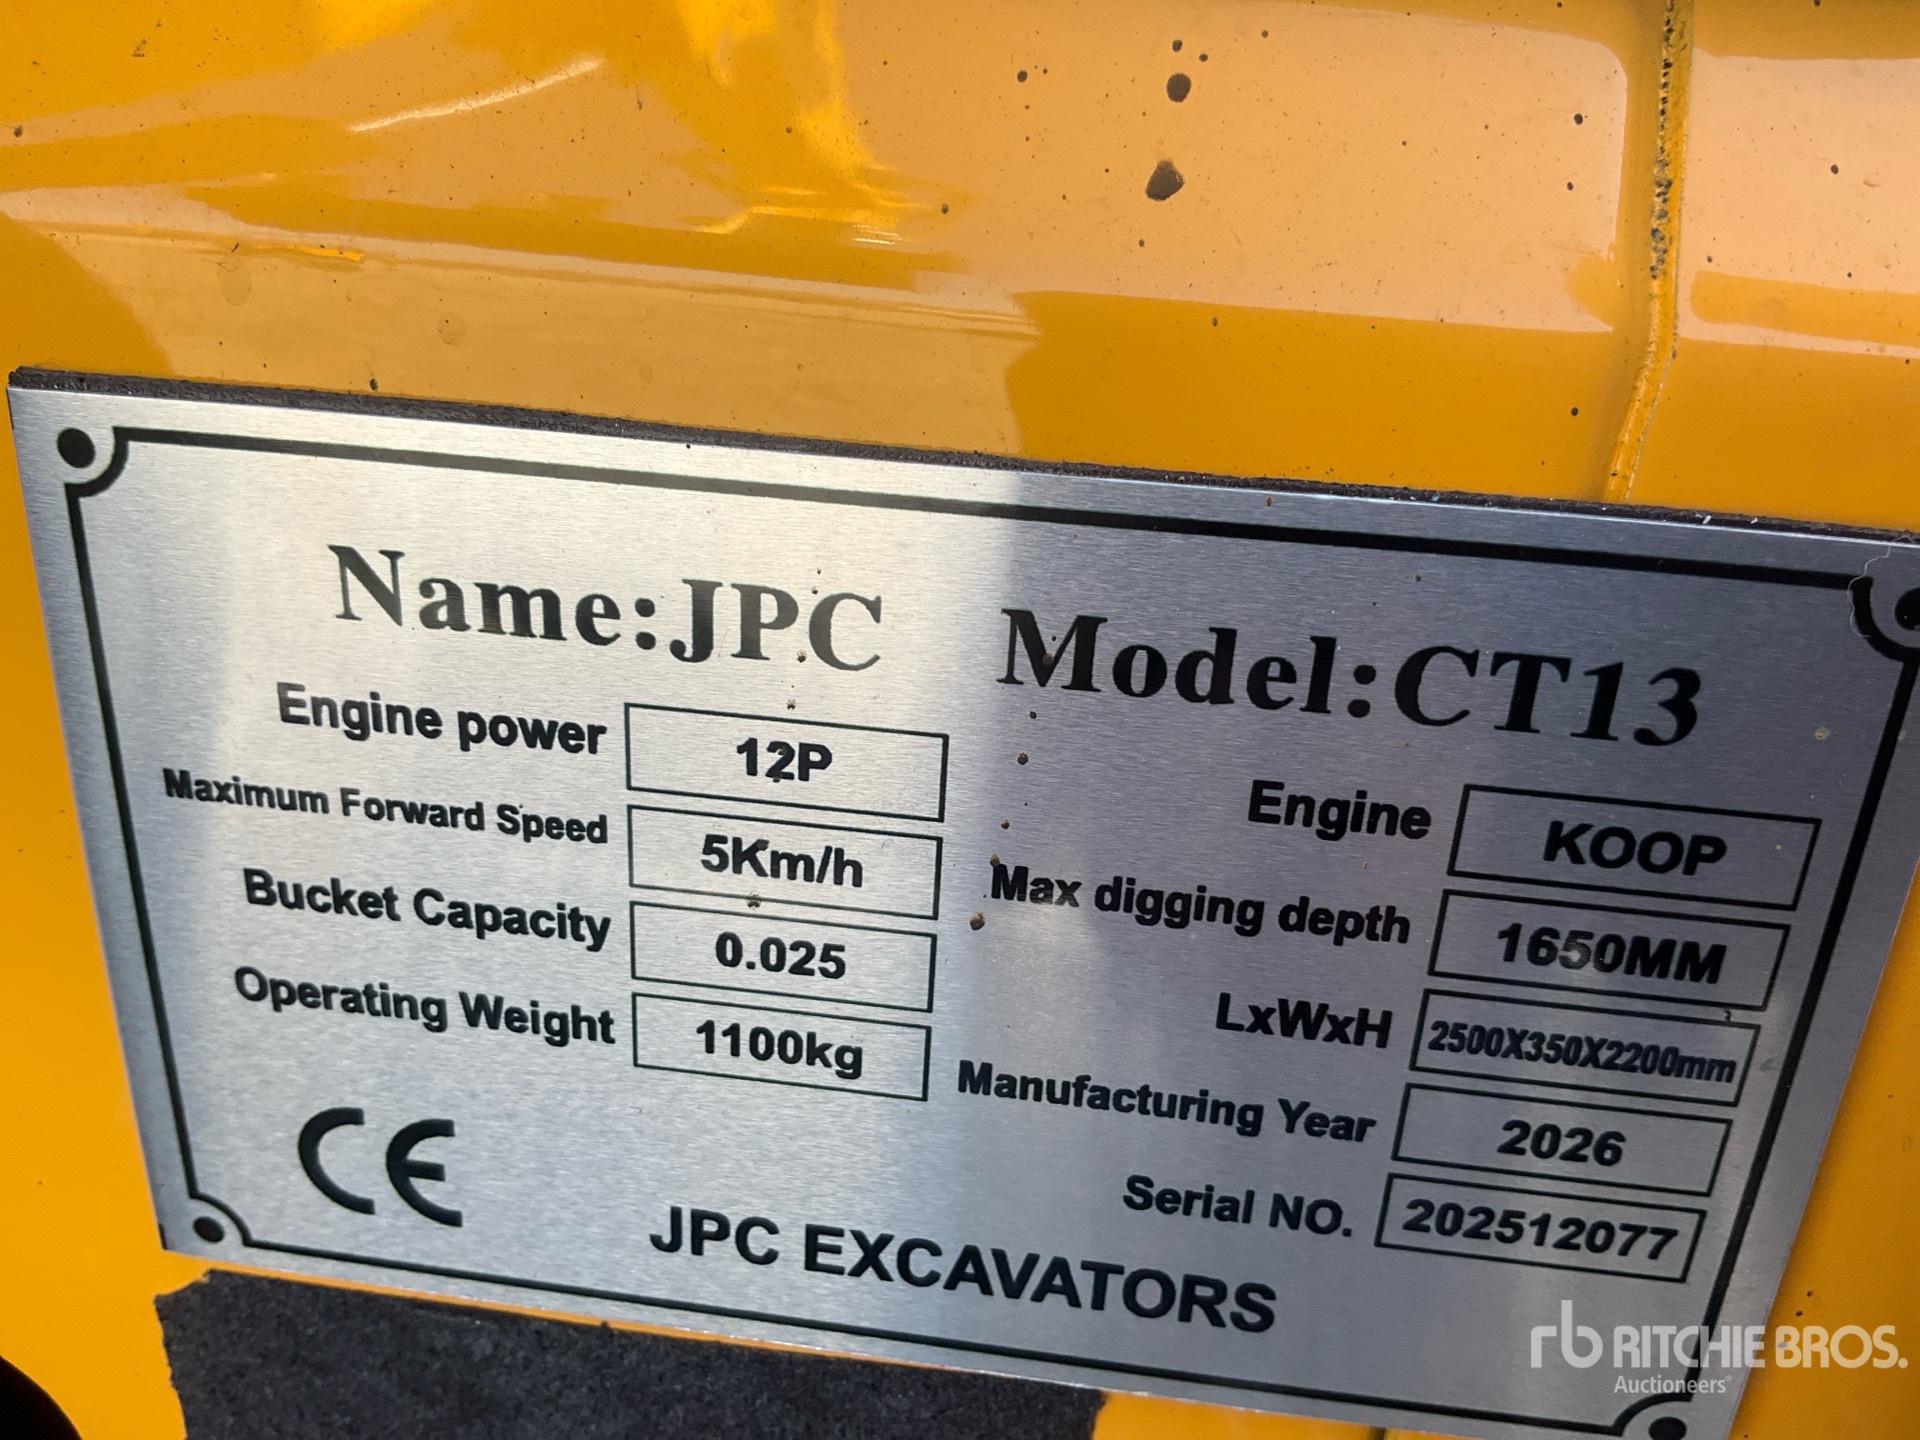 Name:JPC Model:CT13
Engine power 12P
Maximum Forward Speed 5Km/h
Bucket Capacity 0.025
Operating Weight 1100kg
Engine KOOP
Max digging depth 1650MM
LxWxH 2500X350X2200mm
Manufacturing Year 2026
Serial NO. 202512077
CE
JPC EXCAVATORS
rb RITCHIE BROS.
Auctioneers